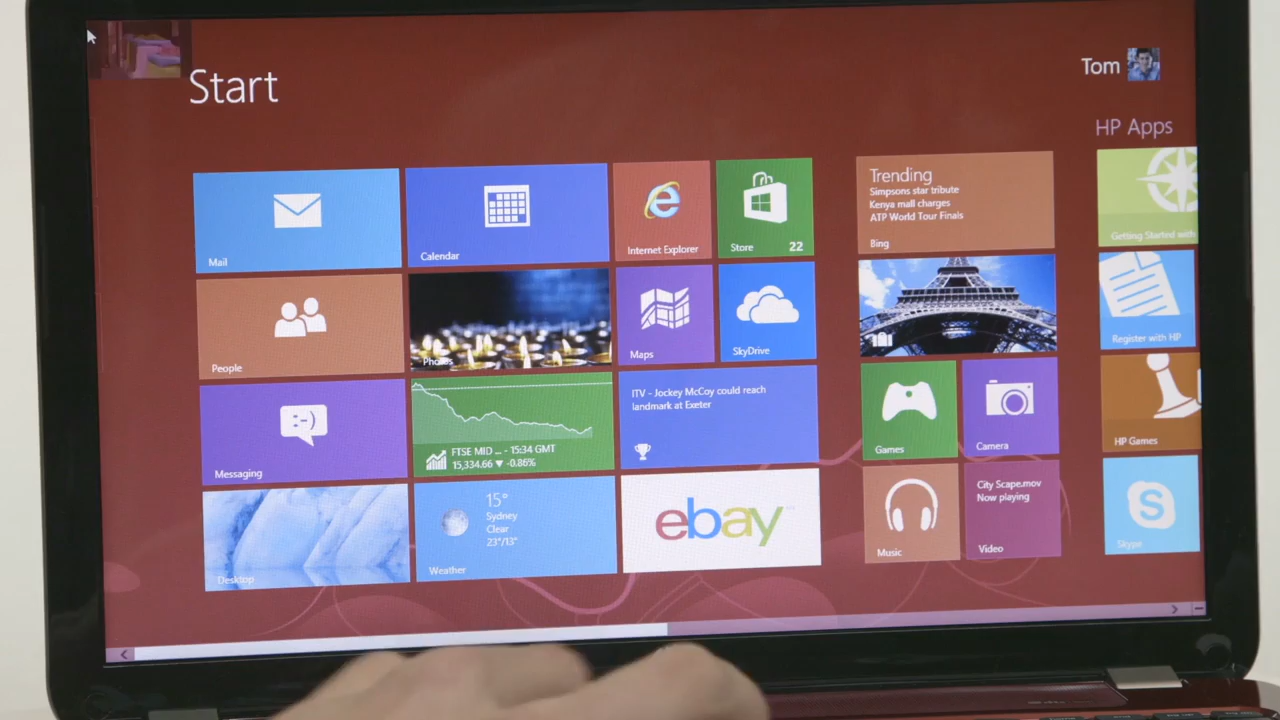 Start
Tom
HP Apps
Mail
Calendar
Internet Explorer
Store 22
Trending
Simpsons star tribute
Kenya mall charges
ATP World Tour Finals
Bing
Getting Started with
People
Photos
Maps
SkyDrive
Register with HP
Messaging
FTSE MID ... - 15:34 GMT
15,334.66 ▼ -0.86%
ITV - Jockey McCoy could reach
landmark at Exeter
Games
Camera
HP Games
Desktop
15°
Sydney
Clear
23°/13°
Weather
ebay
Music
City Scape.mov
Now playing
Video
Skype